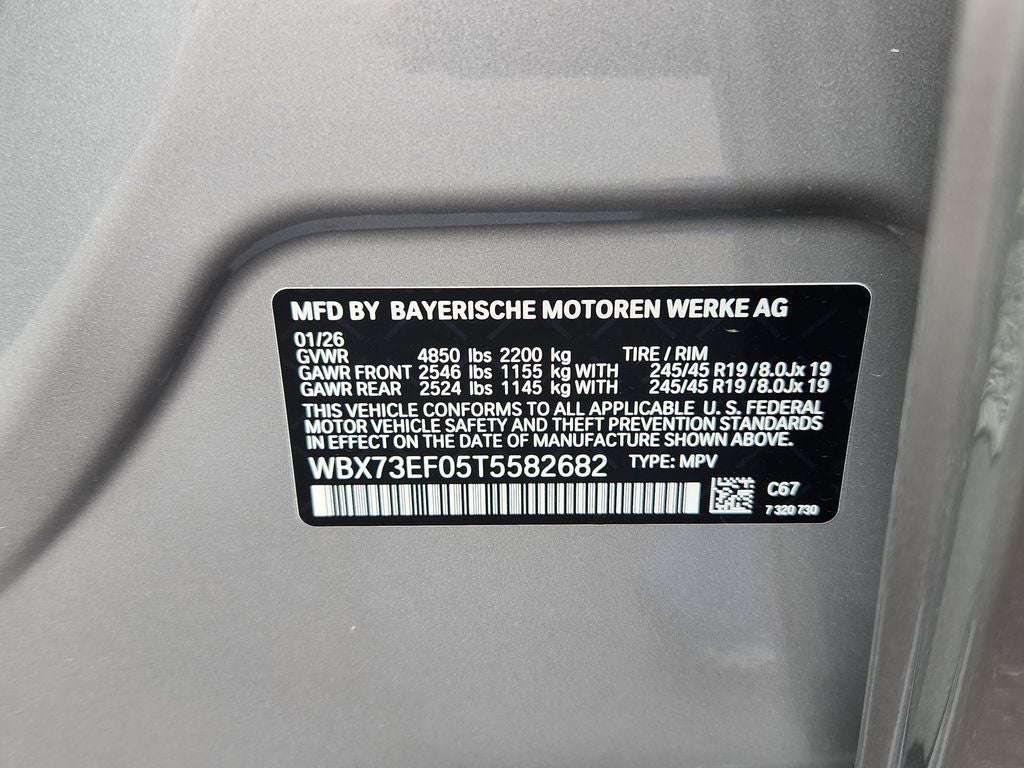 MFD BY BAYERISCHE MOTOREN WERKE AG
01/26
GVWR 4850 lbs 2200 kg TIRE / RIM
GAWR FRONT 2546 lbs 1155 kg WITH 245/45 R19 / 8.0Jx 19
GAWR REAR 2524 lbs 1145 kg WITH 245/45 R19 / 8.0Jx 19
THIS VEHICLE CONFORMS TO ALL APPLICABLE U. S. FEDERAL
MOTOR VEHICLE SAFETY AND THEFT PREVENTION STANDARDS
IN EFFECT ON THE DATE OF MANUFACTURE SHOWN ABOVE.
WBX73EF05T5582682 TYPE: MPV
C67
7 320 730